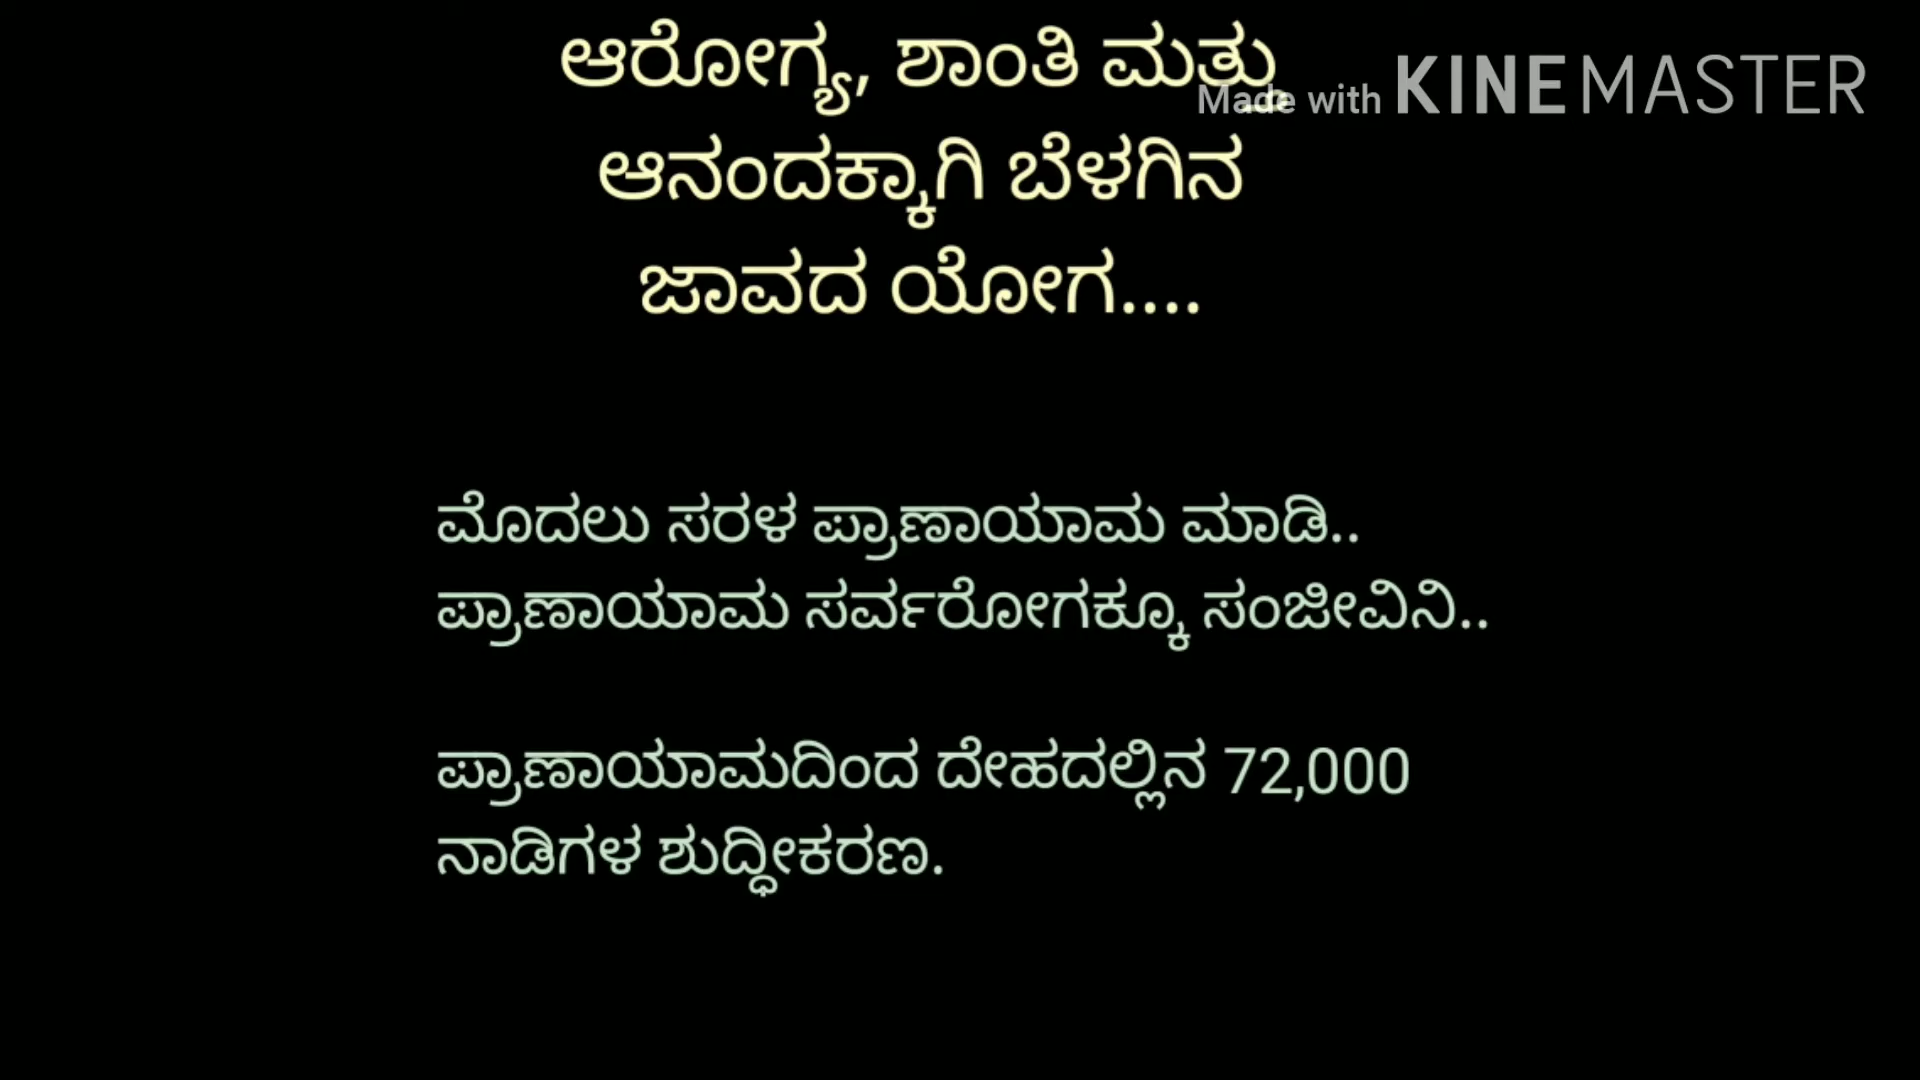 ಆರೋಗ್ಯ, ಶಾಂತಿ ಮತ್ತು
Made with KINEMASTER
ಆನಂದಕ್ಕಾಗಿ ಬೆಳಗಿನ
ಜಾವದ ಯೋಗ....
ಮೊದಲು ಸರಳ ಪ್ರಾಣಾಯಾಮ ಮಾಡಿ..
ಪ್ರಾಣಾಯಾಮ ಸರ್ವರೋಗಕ್ಕೂ ಸಂಜೀವಿನಿ..
ಪ್ರಾಣಾಯಾಮದಿಂದ ದೇಹದಲ್ಲಿನ 72,000
ನಾಡಿಗಳ ಶುದ್ಧೀಕರಣ.